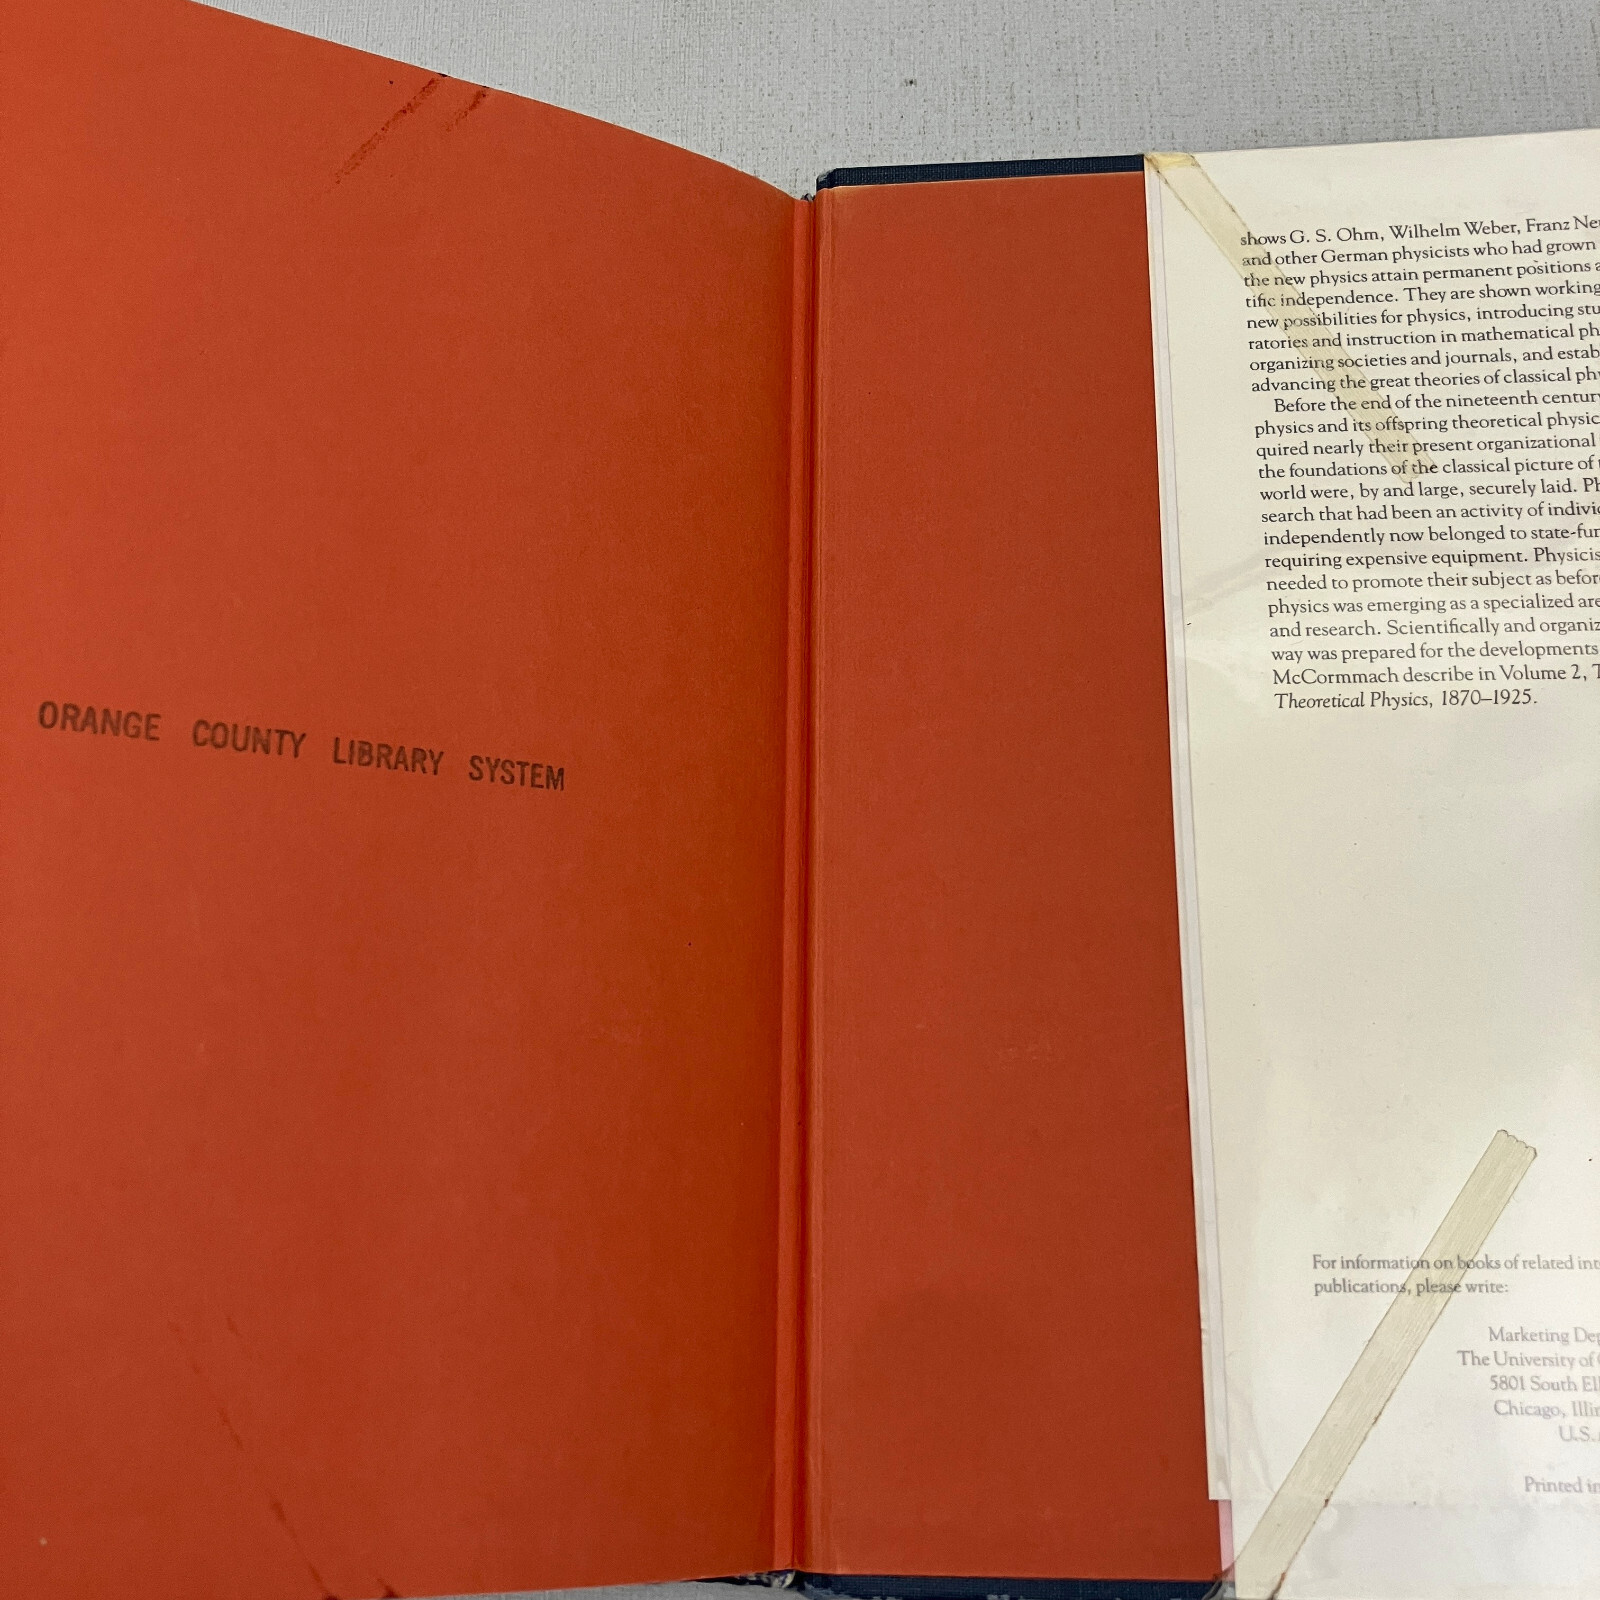 ORANGE COUNTY LIBRARY SYSTEM
shows G. S. Ohm, Wilhelm Weber, Franz
and other German physicists who had grown
the new physics attain permanent positions
tific independence. They are shown working
new possibilities for physics, introducing
ratories and instruction in mathematical
organizing societies and journals, and
advancing the great theories of classical
Before the end of the nineteenth century
physics and its offspring theoretical
quired nearly their present organizational
the foundations of the classical picture of
world were, by and large, securely laid.
search that had been an activity of
independently now belonged to
requiring expensive equipment.
needed to promote their subject as
physics was emerging as a specialized
and research. Scientifically and
way was prepared for the developments
McCormmach describe in Volume 2,
Theoretical Physics, 1870–1925.
For information on books of related
publications, please write:
Marketing
The University of
5801 South
Chicago,
U.S.
Printed